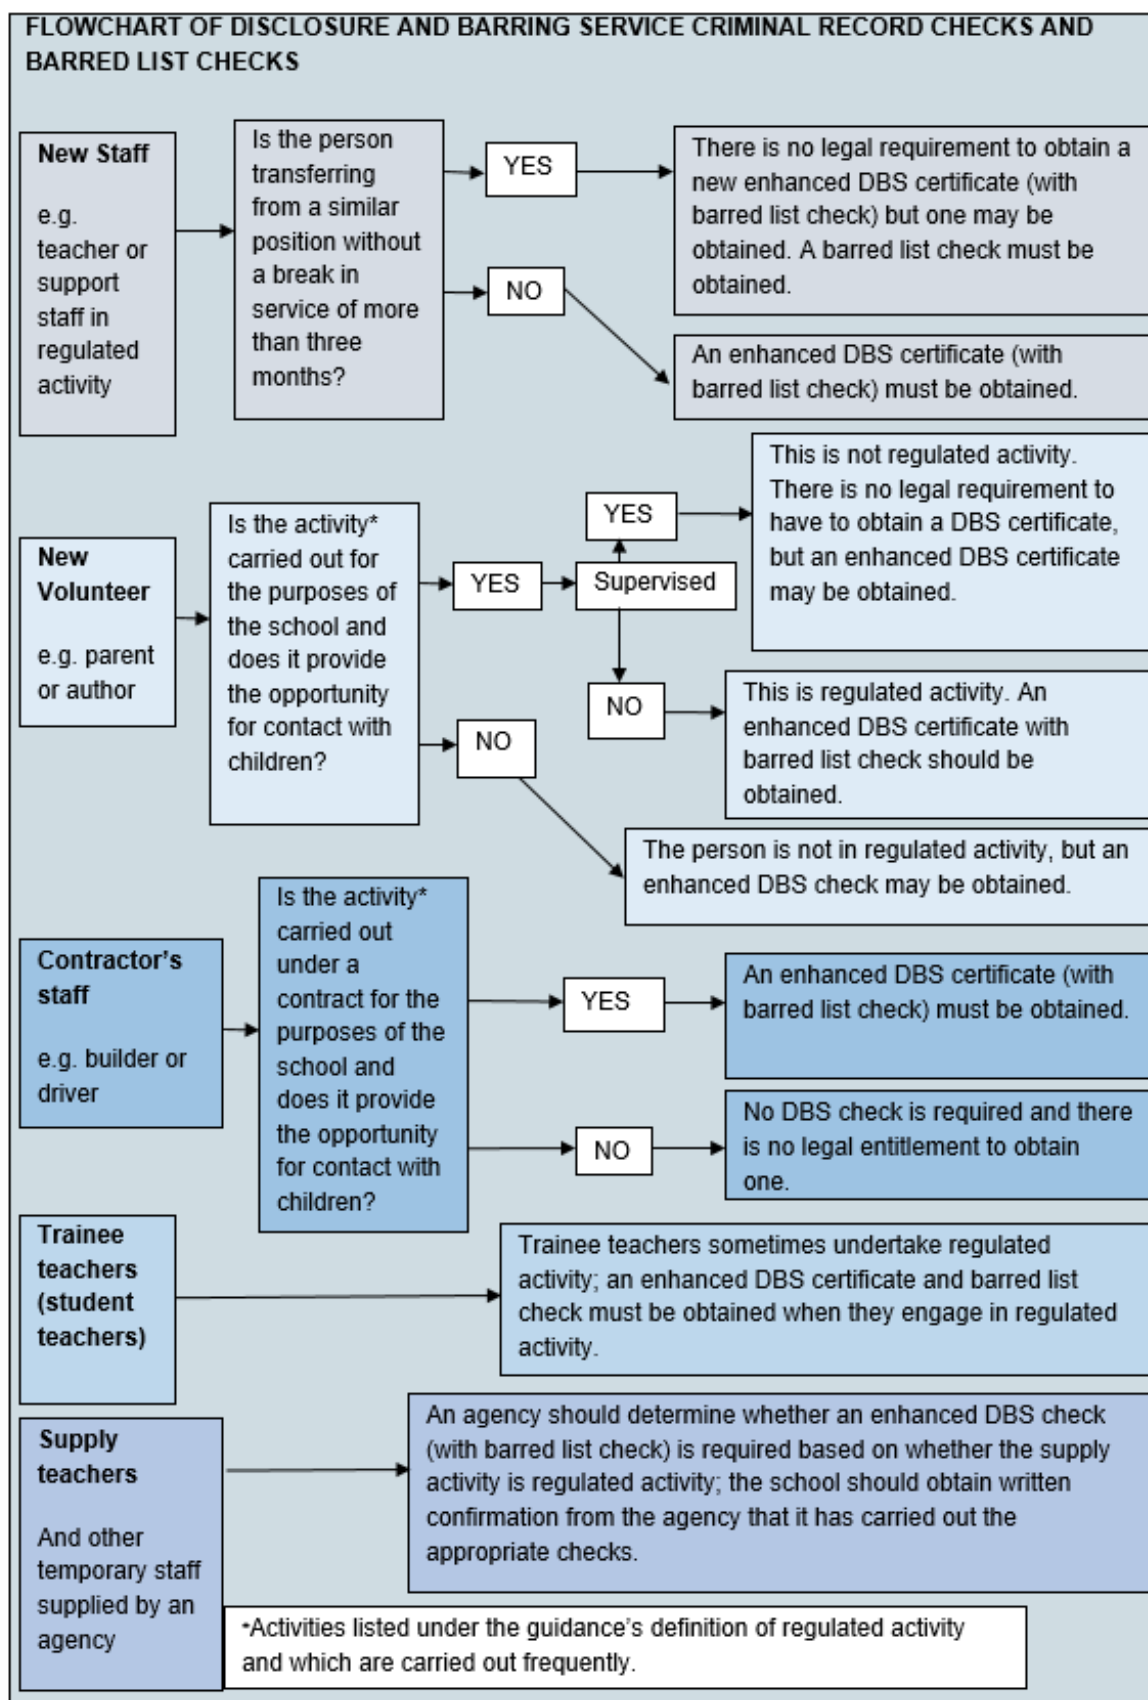 FLOWCHART OF DISCLOSURE AND BARRING SERVICE CRIMINAL RECORD CHECKS AND
BARRED LIST CHECKS
New Staff
e.g.
teacher or
support
staff in
regulated
activity
Is the person
transferring
from a similar
position without
a break in
service of more
than three
months?
YES
There is no legal requirement to obtain a
new enhanced DBS certificate (with
barred list check) but one may be
obtained. A barred list check must be
obtained.
NO
An enhanced DBS certificate (with
barred list check) must be obtained.
New
Volunteer
e.g. parent
or author
Is the activity*
carried out for
the purposes of
the school and
does it provide
the opportunity
for contact with
children?
YES
Supervised
YES
This is not regulated activity.
There is no legal requirement to
have to obtain a DBS certificate,
but an enhanced DBS certificate
may be obtained.
NO
This is regulated activity. An
enhanced DBS certificate with
barred list check should be
obtained.
NO
The person is not in regulated activity, but an
enhanced DBS check may be obtained.
Contractor’s
staff
e.g. builder or
driver
Is the activity*
carried out
under a
contract for the
purposes of the
school and
does it provide
the opportunity
for contact with
children?
YES
An enhanced DBS certificate (with
barred list check) must be obtained.
NO
No DBS check is required and there
is no legal entitlement to obtain
one.
Trainee
teachers
(student
teachers)
Trainee teachers sometimes undertake regulated
activity; an enhanced DBS certificate and barred list
check must be obtained when they engage in regulated
activity.
Supply
teachers
And other
temporary staff
supplied by an
agency
An agency should determine whether an enhanced DBS check
(with barred list check) is required based on whether the supply
activity is regulated activity; the school should obtain written
confirmation from the agency that it has carried out the
appropriate checks.
*Activities listed under the guidance’s definition of regulated activity
and which are carried out frequently.